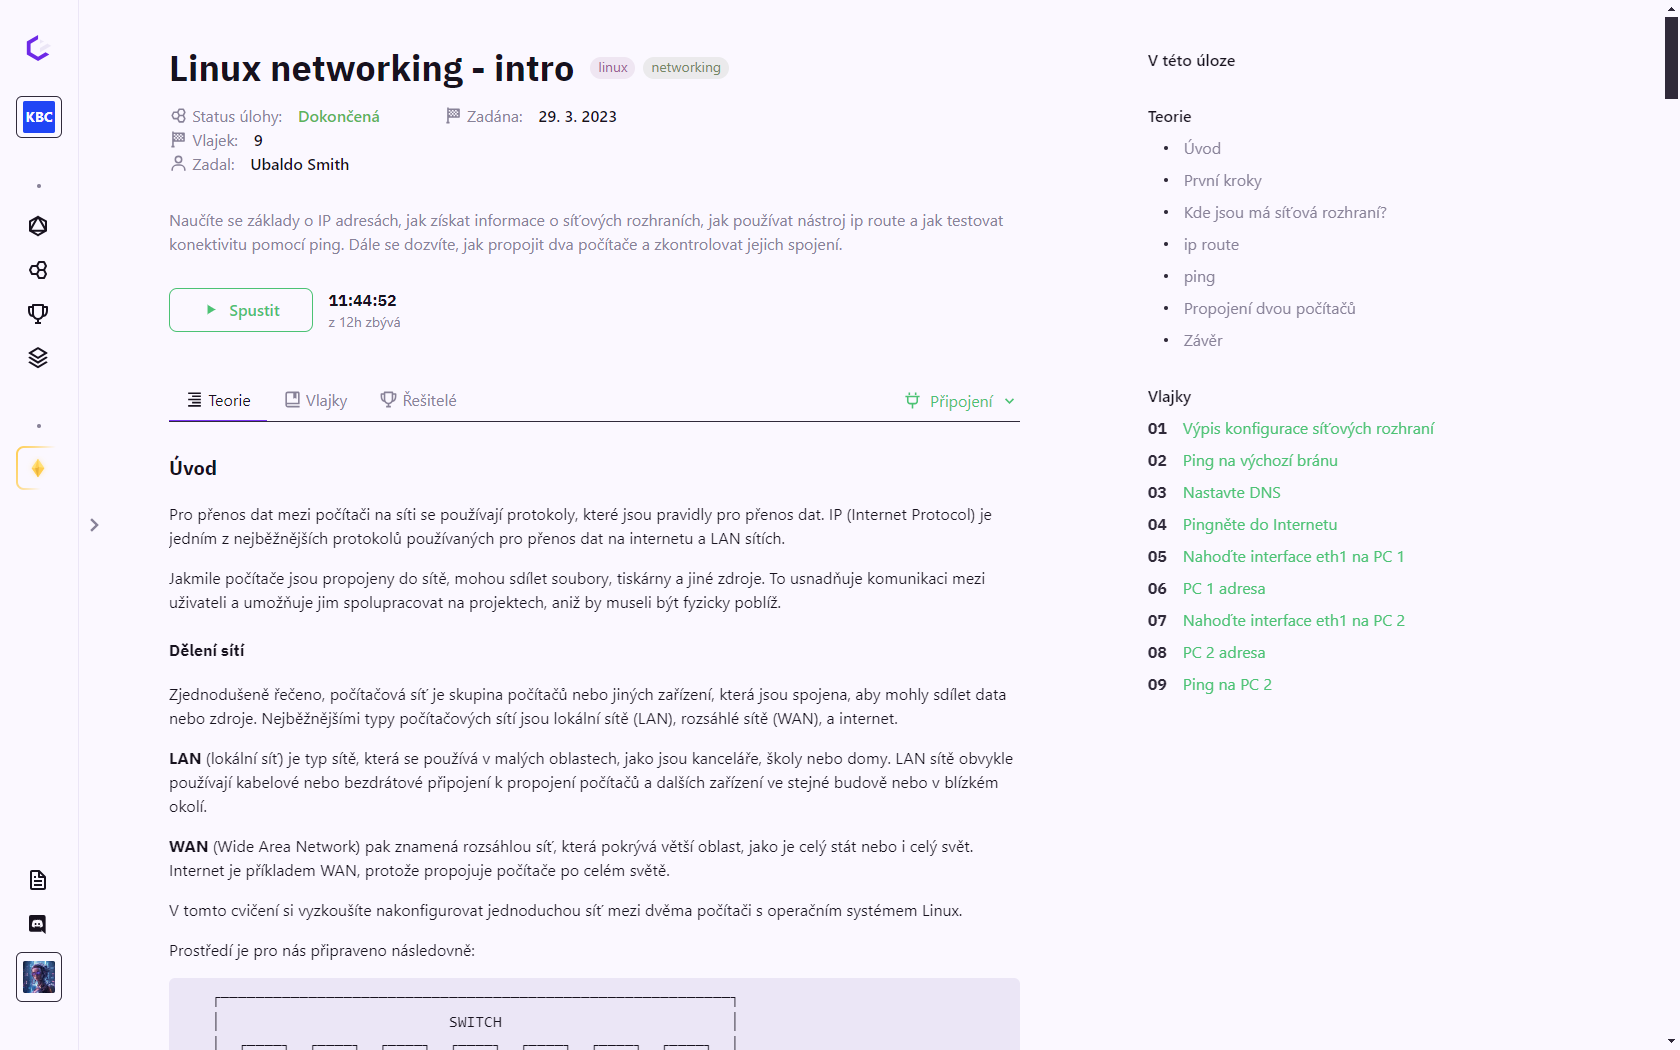 KBC
Linux networking - intro
linux
networking
Status úlohy: Dokončená
Zadána: 29. 3. 2023
Vlajek: 9
Zadal: Ubaldo Smith
Naučíte se základy o IP adresách, jak získat informace o síťových rozhraních, jak používat nástroj ip route a jak testovat
konektivitu pomocí ping. Dále se dozvíte, jak propojit dva počítače a zkontrolovat jejich spojení.
Spustit
11:44:52
z 12h zbývá
Teorie
Vlajky
Řešitelé
Připojení
Úvod
Pro přenos dat mezi počítači na síti se používají protokoly, které jsou pravidly pro přenos dat. IP (Internet Protocol) je
jedním z nejběžnějších protokolů používaných pro přenos dat na internetu a LAN sítích.
Jakmile počítače jsou propojeny do sítě, mohou sdílet soubory, tiskárny a jiné zdroje. To usnadňuje komunikaci mezi
uživateli a umožňuje jim spolupracovat na projektech, aniž by museli být fyzicky poblíž.
Dělení sítí
Zjednodušeně řečeno, počítačová síť je skupina počítačů nebo jiných zařízení, která jsou spojena, aby mohly sdílet data
nebo zdroje. Nejběžnějšími typy počítačových sítí jsou lokální sítě (LAN), rozsáhlé sítě (WAN), a internet.
LAN (lokální síť) je typ sítě, která se používá v malých oblastech, jako jsou kanceláře, školy nebo domy. LAN sítě obvykle
používají kabelové nebo bezdrátové připojení k propojení počítačů a dalších zařízení ve stejné budově nebo v blízkém
okolí.
WAN (Wide Area Network) pak znamená rozsáhlou síť, která pokrývá větší oblast, jako je celý stát nebo i celý svět.
Internet je příkladem WAN, protože propojuje počítače po celém světě.
V tomto cvičení si vyzkoušíte nakonfigurovat jednoduchou síť mezi dvěma počítači s operačním systémem Linux.
Prostředí je pro nás připraveno následovně:
SWITCH
V této úloze
Teorie
• Úvod
• První kroky
• Kde jsou má síťová rozhraní?
• ip route
• ping
• Propojení dvou počítačů
• Závěr
Vlajky
01 Výpis konfigurace síťových rozhraní
02 Ping na výchozí bránu
03 Nastavte DNS
04 Pingněte do Internetu
05 Nahoďte interface eth1 na PC 1
06 PC 1 adresa
07 Nahoďte interface eth1 na PC 2
08 PC 2 adresa
09 Ping na PC 2